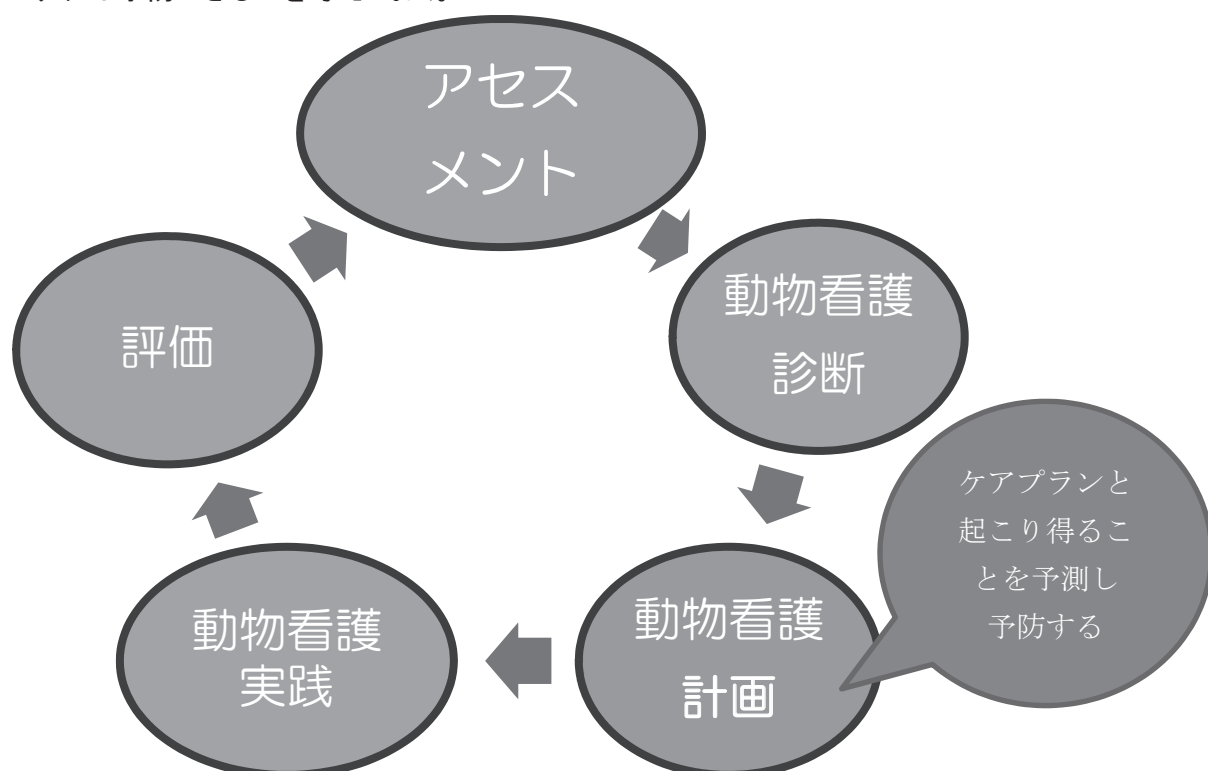 アセス
メント
動物看護
診断
ケアプランと
起こり得るこ
とを予測し
予防する
動物看護
計画
動物看護
実践
評価